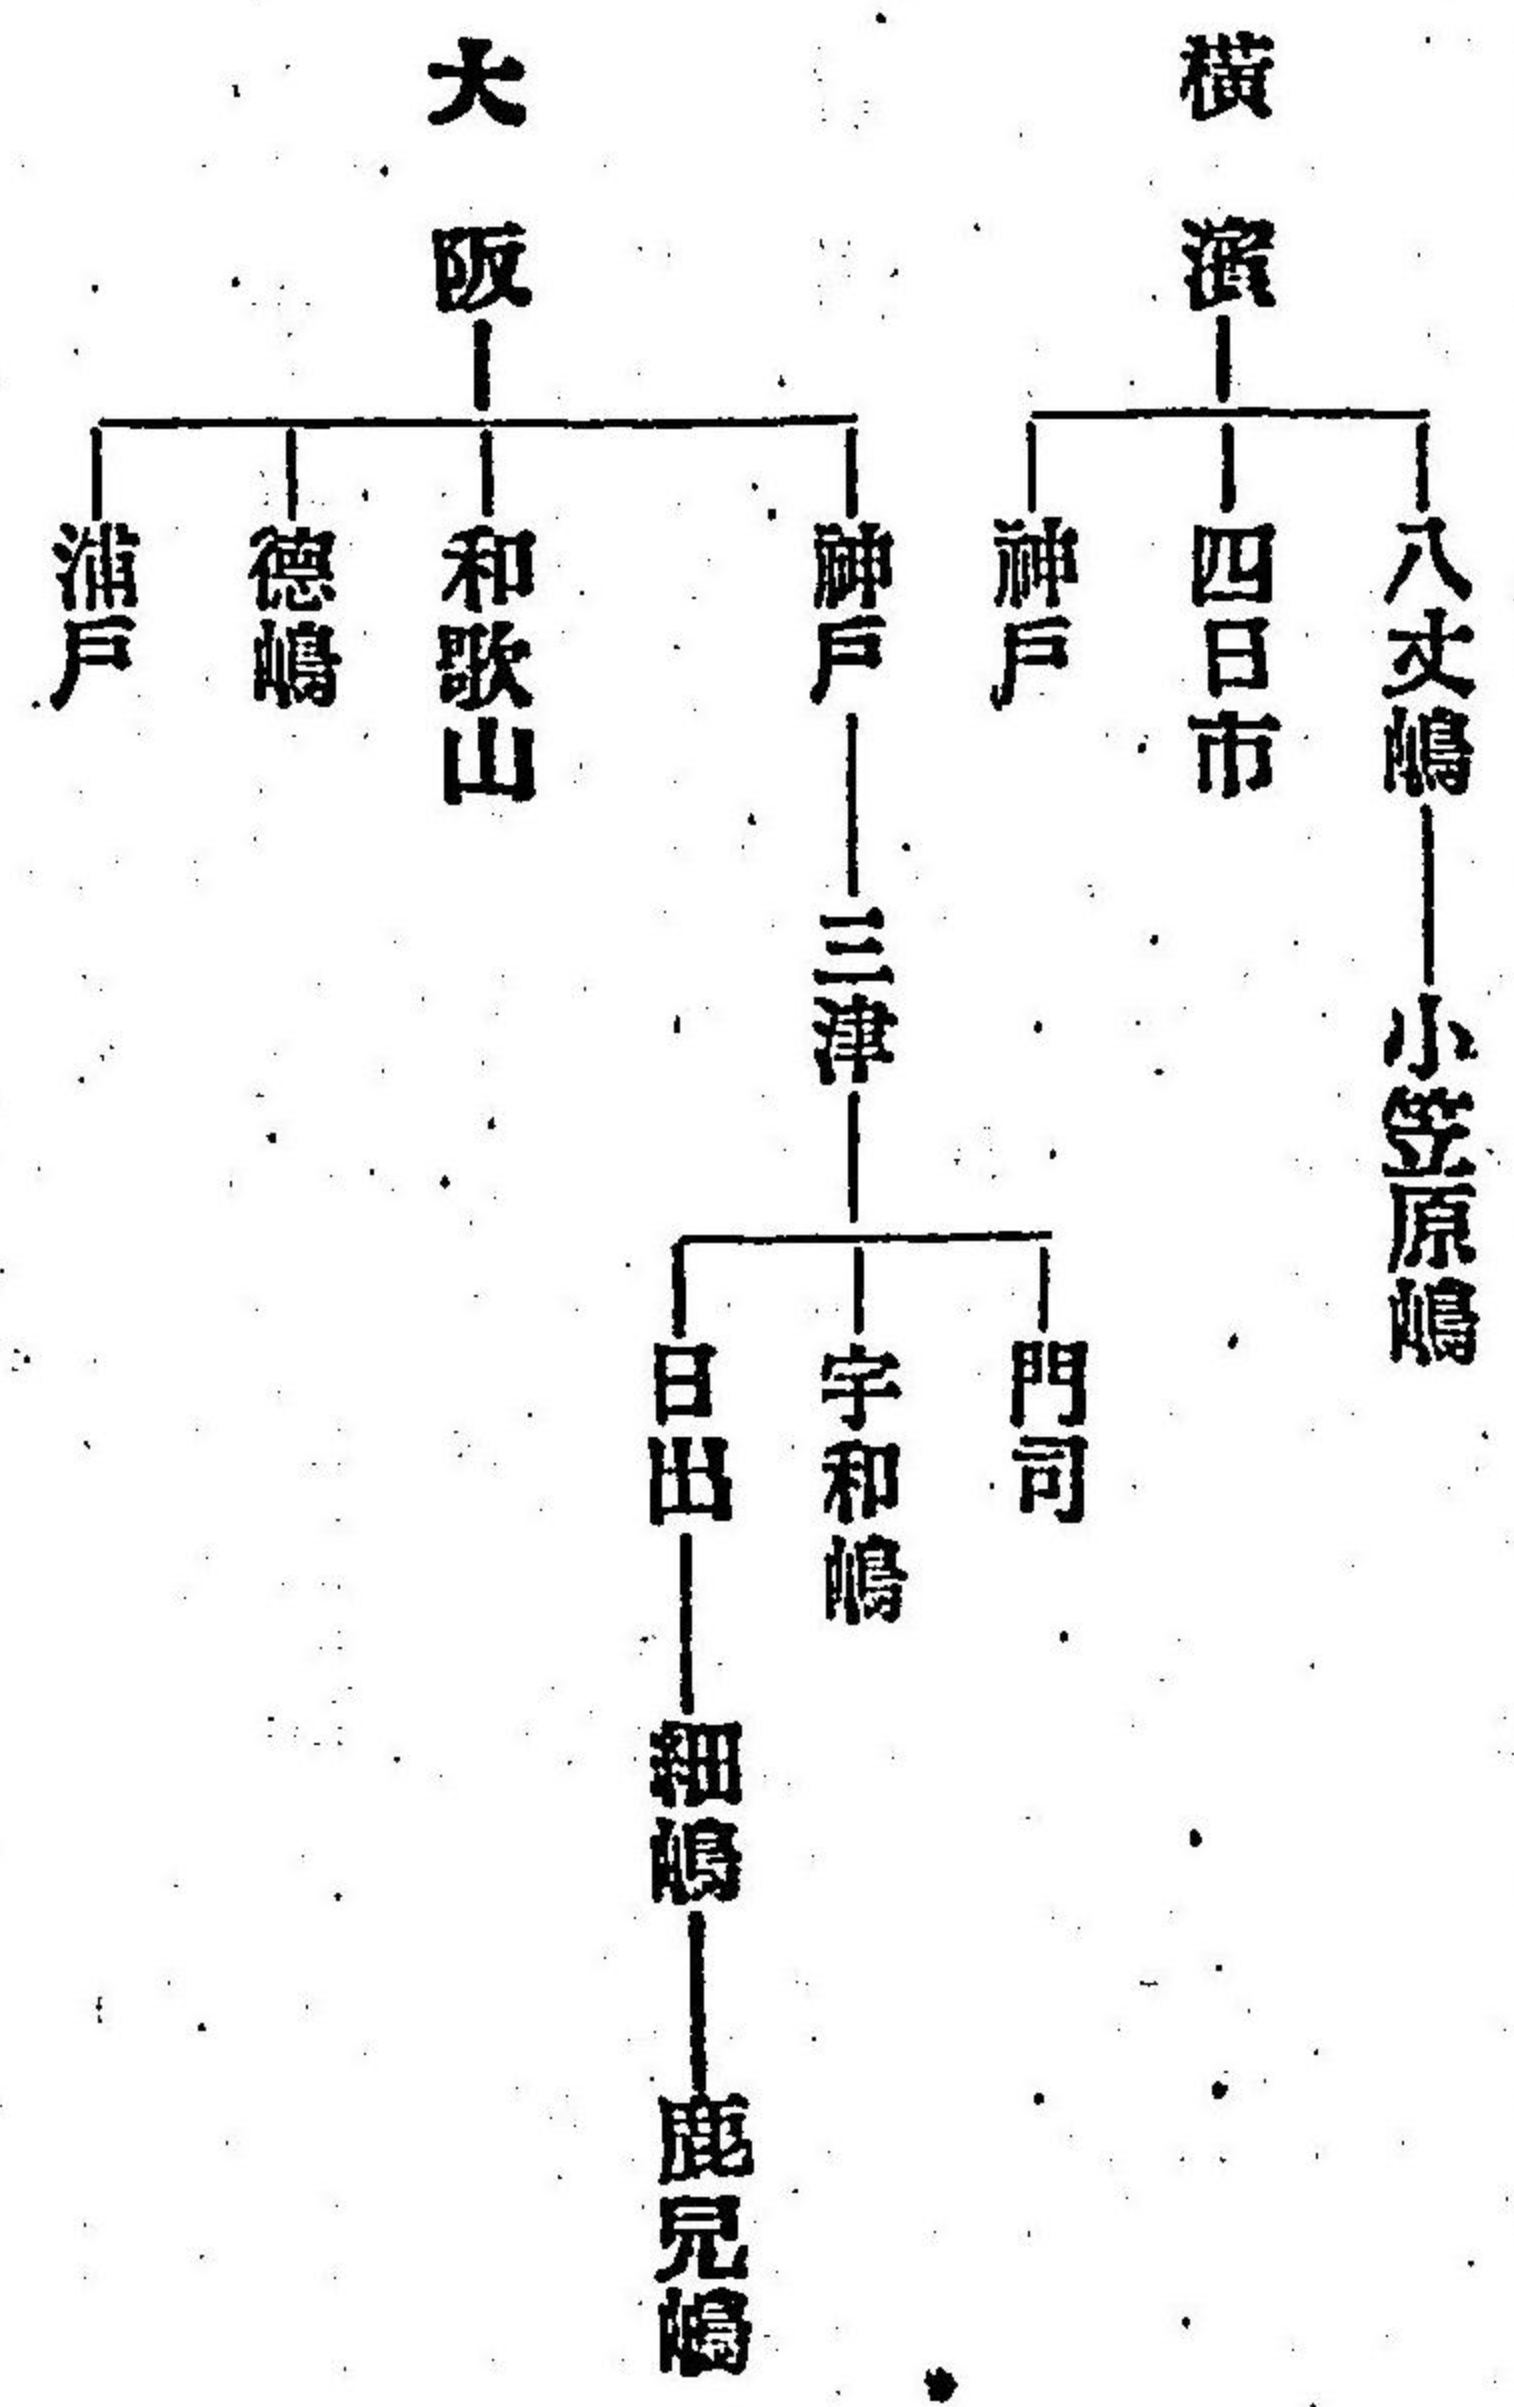 横濱
八丈嶋
小笠原嶋
四日市
神戸
大阪
神戸
三津
門司
宇和嶋
日出
細嶋
鹿児嶋
和歌山
徳嶋
浦戸